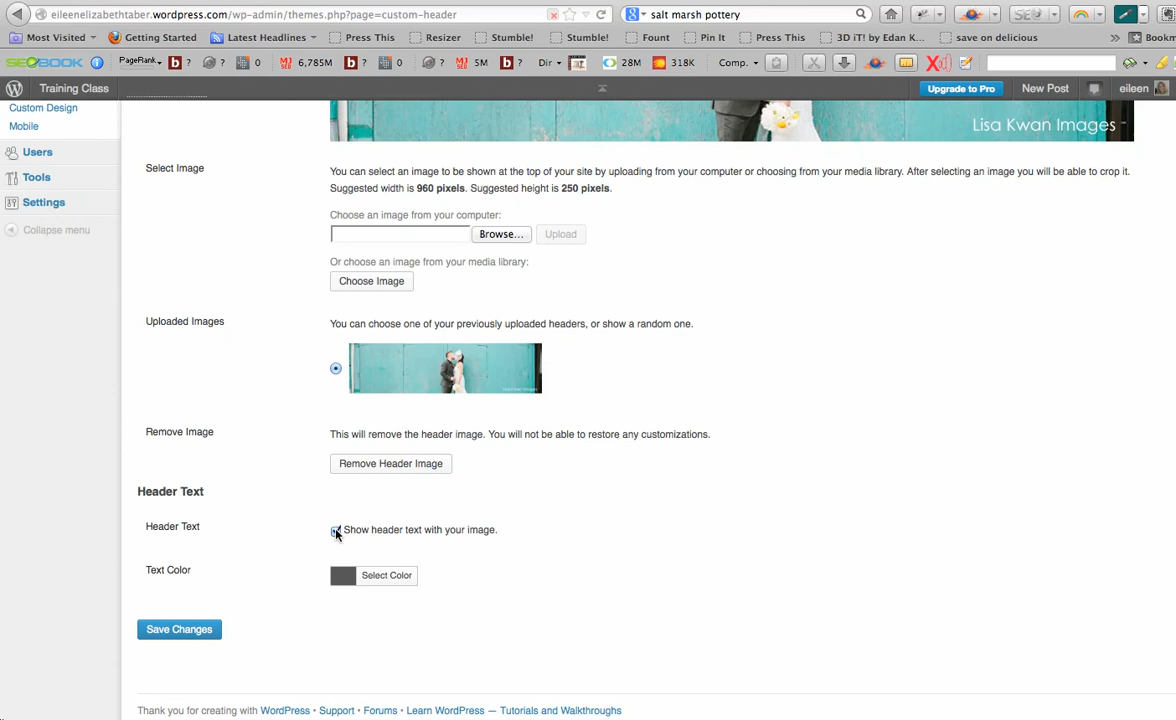 eileenelizabethtaber.wordpress.com/wp-admin/themes.php?page=custom-header
salt marsh pottery
SEO
Most Visited Getting Started Latest Headlines Press This Resizer Stumble! Stumble! Fount Pin It Press This 3D iT! by Edan K... save on delicious » Bookm
SEOBOOK PageRank 0 6,785M 0 5M Dir 28M 318K Comp.
Training Class Upgrade to Pro New Post eileen
Custom Design
Mobile
Lisa Kwan Images
Users
Tools
Settings
Collapse menu
Select Image
You can select an image to be shown at the top of your site by uploading from your computer or choosing from your media library. After selecting an image you will be able to crop it.
Suggested width is 960 pixels. Suggested height is 250 pixels.
Choose an image from your computer:
Browse... Upload
Or choose an image from your media library:
Choose Image
Uploaded Images
You can choose one of your previously uploaded headers, or show a random one.
Remove Image
This will remove the header image. You will not be able to restore any customizations.
Remove Header Image
Header Text
Header Text
Show header text with your image.
Text Color
Select Color
Save Changes
Thank you for creating with WordPress • Support • Forums • Learn WordPress — Tutorials and Walkthroughs